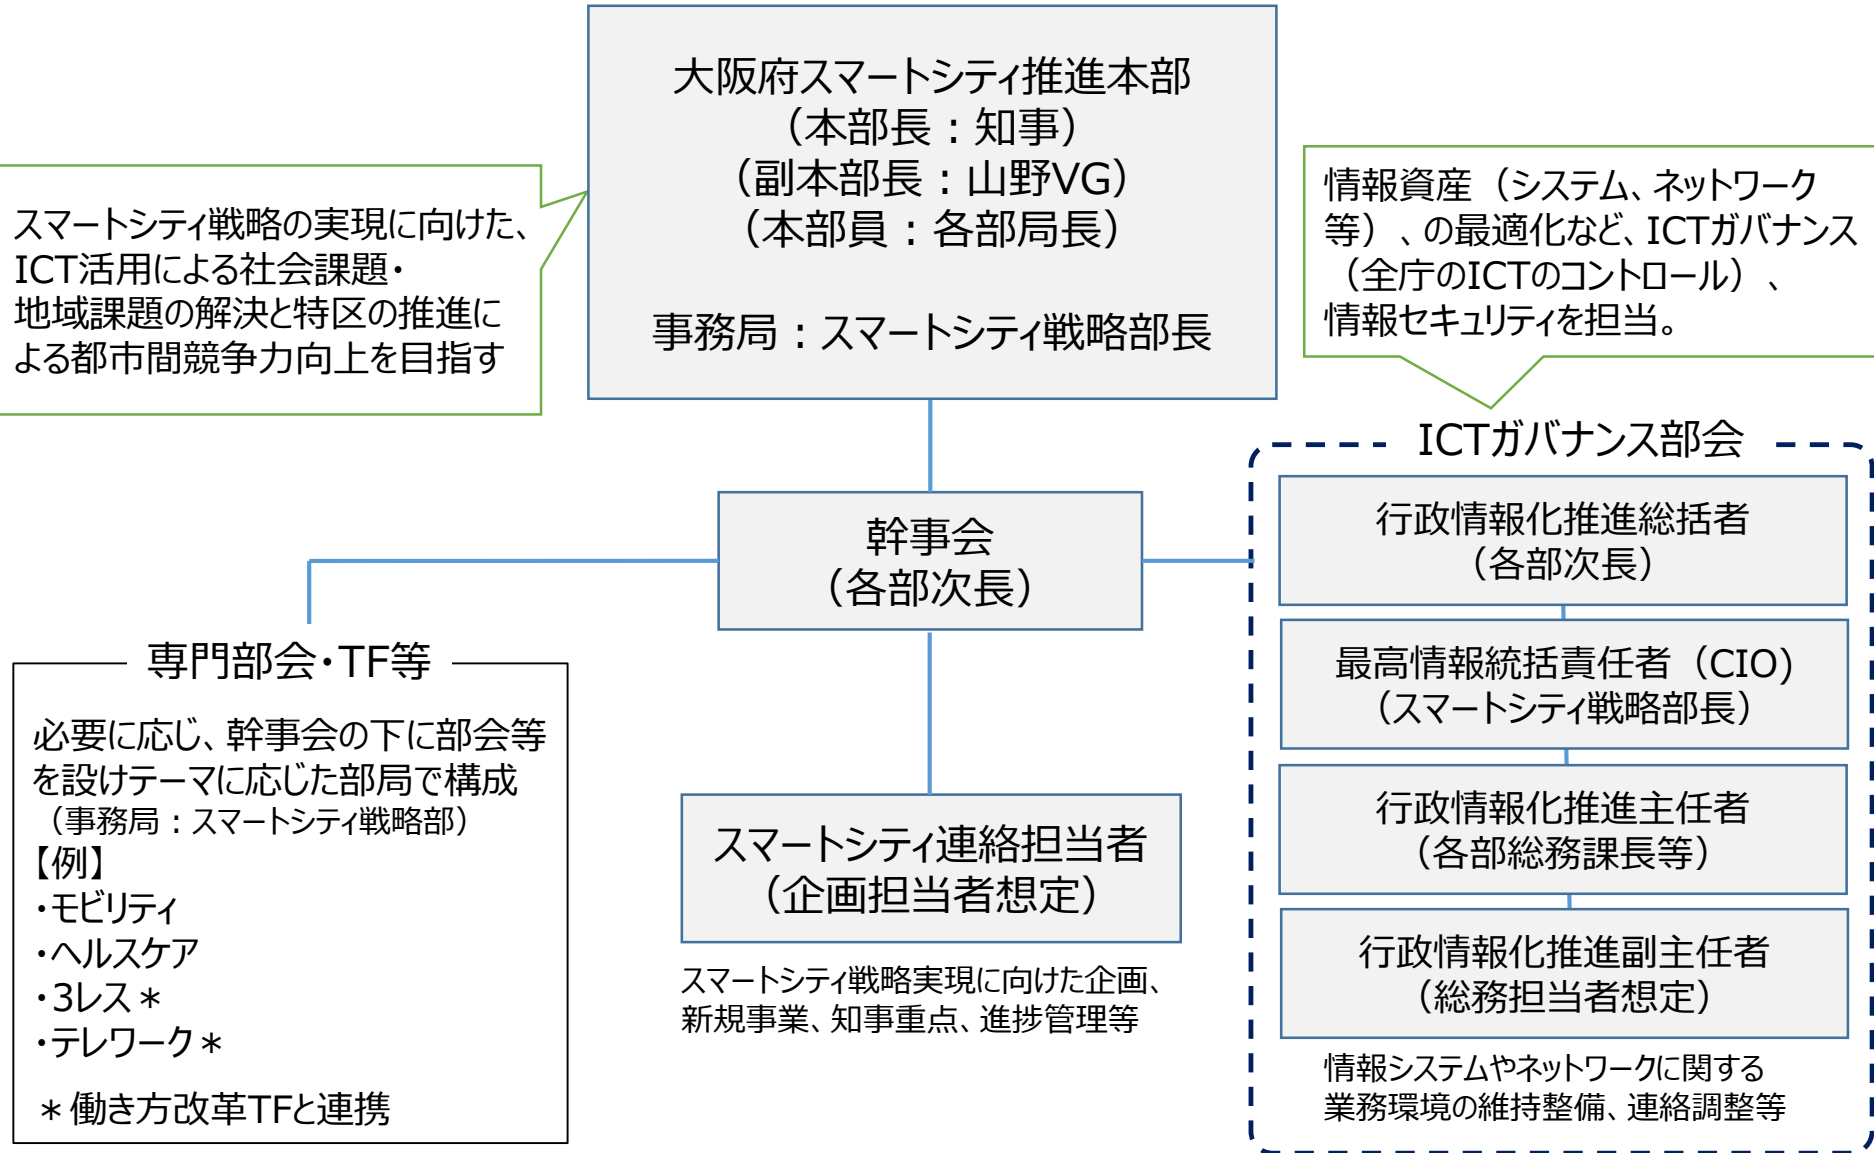 大阪府スマートシティ推進本部
（本部長：知事）
（副本部長：山野VG）
（本部員：各部局長）
事務局：スマートシティ戦略部長
スマートシティ戦略の実現に向けた、
ICT活用による社会課題・
地域課題の解決と特区の推進に
よる都市間競争力向上を目指す
情報資産（システム、ネットワーク
等）、の最適化など、ICTガバナンス
（全庁のICTのコントロール）、
情報セキュリティを担当。
幹事会
（各部次長）
専門部会・TF等
必要に応じ、幹事会の下に部会等
を設けテーマに応じた部局で構成
（事務局：スマートシティ戦略部）
【例】
・モビリティ
・ヘルスケア
・3レス＊
・テレワーク＊
＊働き方改革TFと連携
スマートシティ連絡担当者
（企画担当者想定）
スマートシティ戦略実現に向けた企画、
新規事業、知事重点、進捗管理等
ICTガバナンス部会
行政情報化推進総括者
（各部次長）
最高情報統括責任者（CIO）
（スマートシティ戦略部長）
行政情報化推進主任者
（各部総務課長等）
行政情報化推進副主任者
（総務担当者想定）
情報システムやネットワークに関する
業務環境の維持整備、連絡調整等